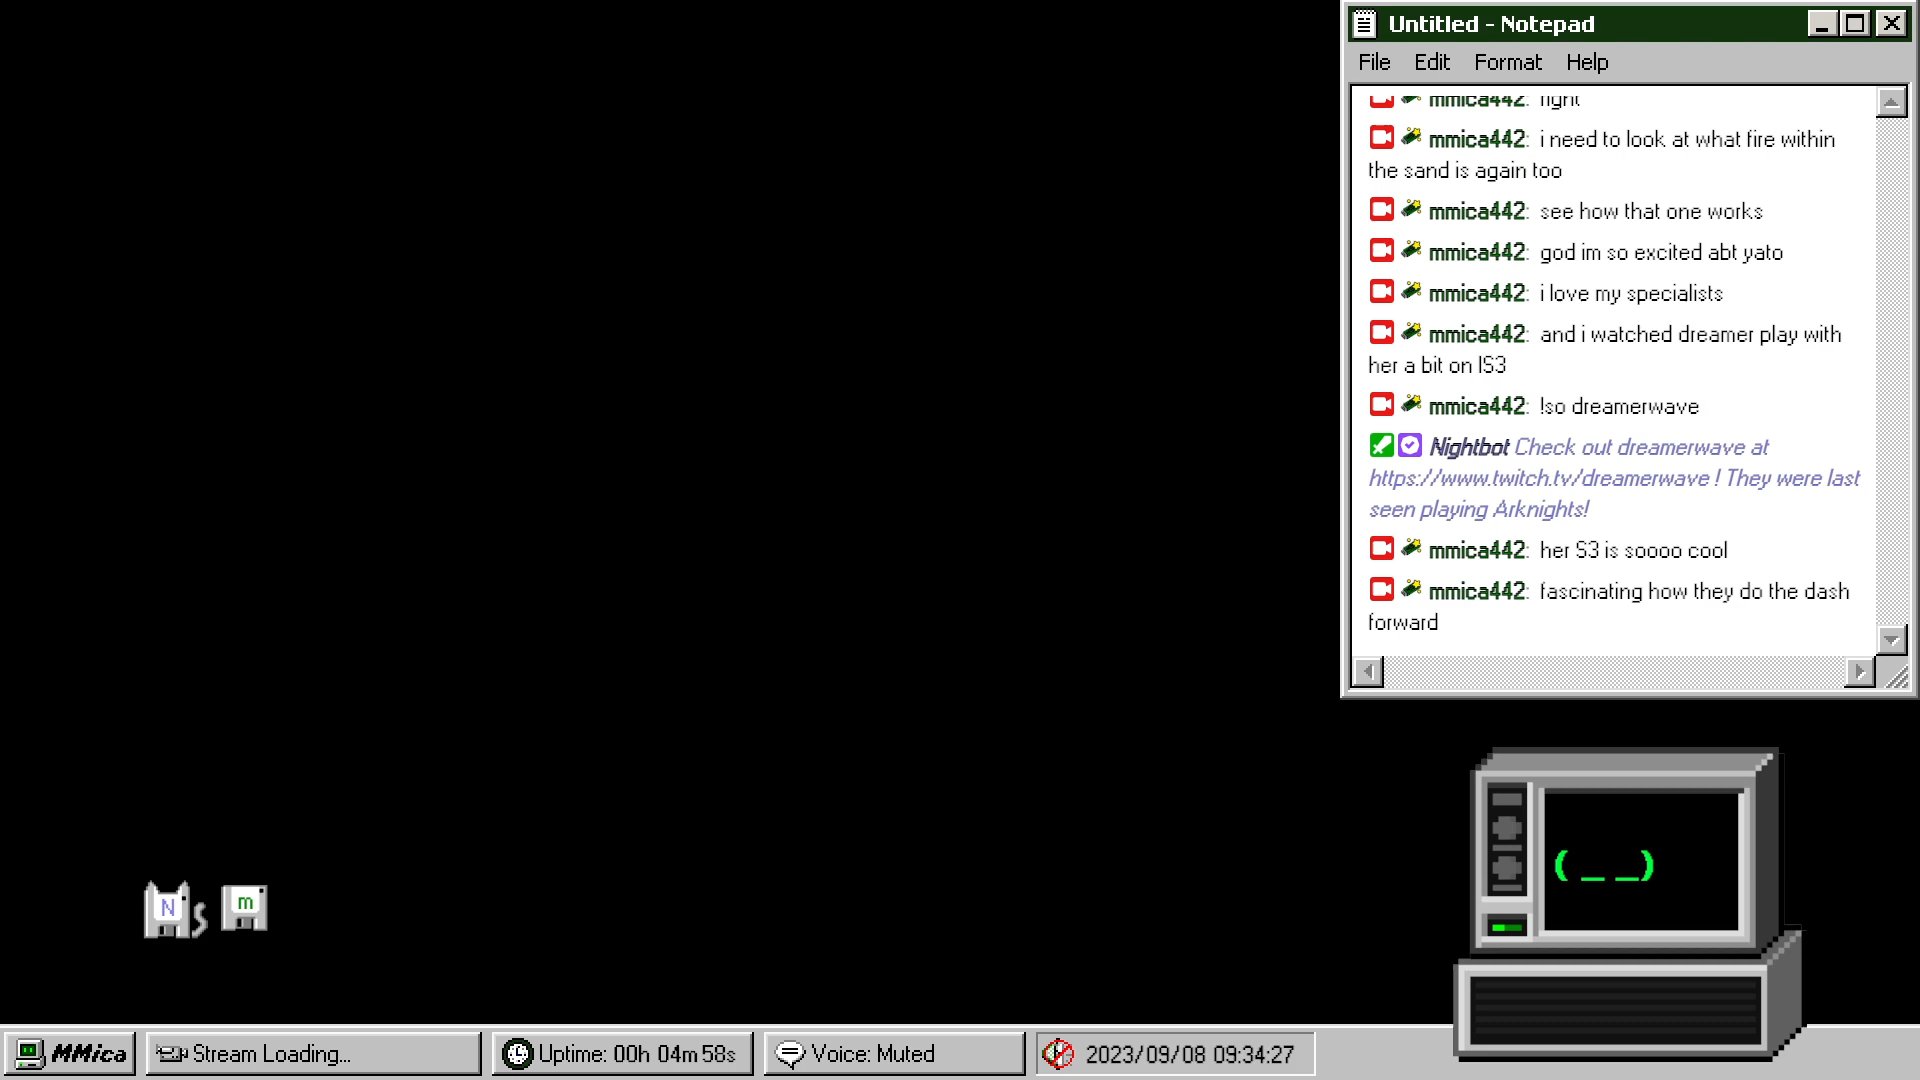 Untitled - Notepad
File Edit Format Help
mmica442: right
mmica442: i need to look at what fire within
the sand is again too
mmica442: see how that one works
mmica442: god im so excited abt yato
mmica442: i love my specialists
mmica442: and i watched dreamer play with
her a bit on IS3
mmica442: !so dreamerwave
Nightbot Check out dreamerwave at
https://www.twitch.tv/dreamerwave ! They were last
seen playing Arknights!
mmica442: her S3 is soooo cool
mmica442: fascinating how they do the dash
forward
(_ _)
N m
MMica Stream Loading... Uptime: 00h 04m 58s Voice: Muted 2023/09/08 09:34:27